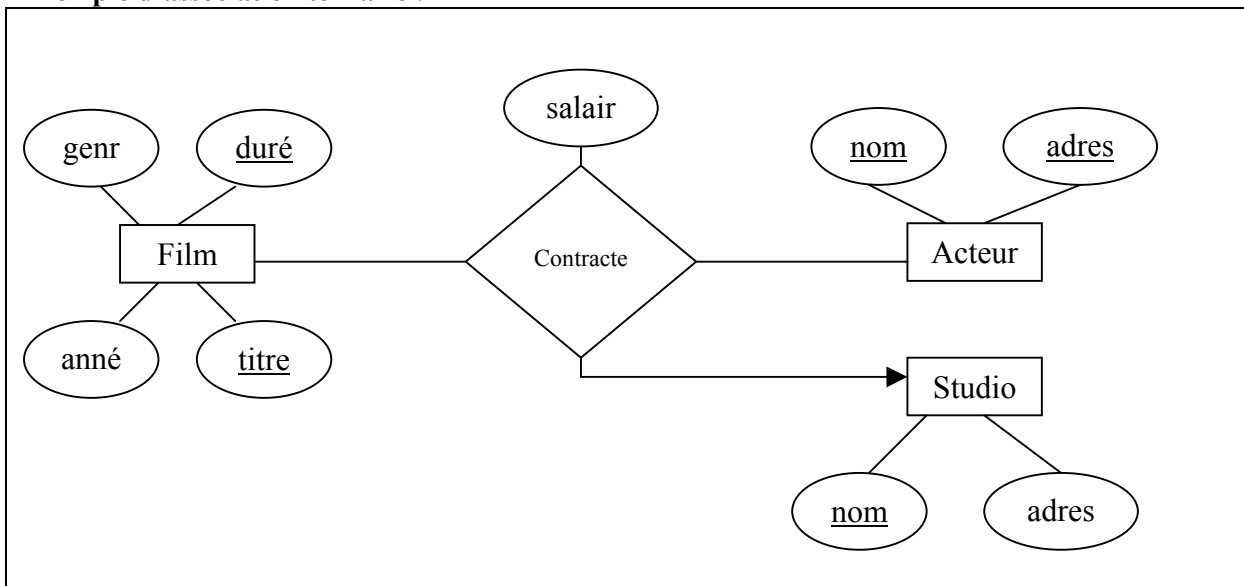 salair
genr
duré
nom
adres
Film
Contracte
Acteur
anné
titre
Studio
nom
adres